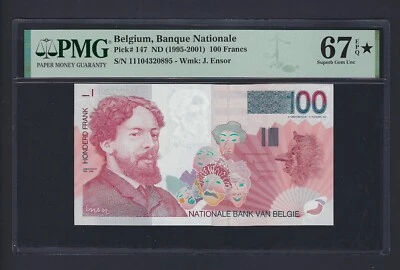 PMG
PAPER MONEY GUARANTY
Belgium, Banque Nationale
Pick# 147 ND (1995-2001) 100 Francs
S/N 11104320895 - Wmk: J. Ensor
67 EPQ ★
Superb Gem Unc
HONDERD FRANK
100
NATIONALE BANK VAN BELGIE